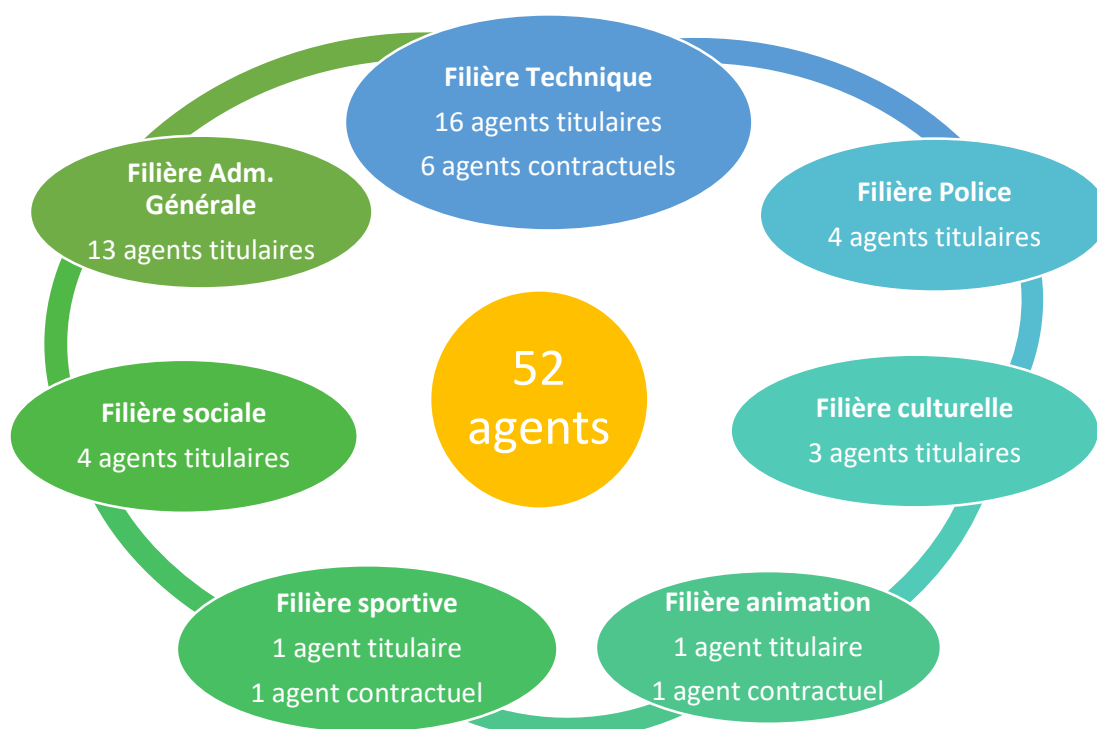 Filière Technique
16 agents titulaires
6 agents contractuels
Filière Police
4 agents titulaires
Filière culturelle
3 agents titulaires
Filière animation
1 agent titulaire
1 agent contractuel
Filière sportive
1 agent titulaire
1 agent contractuel
Filière sociale
4 agents titulaires
Filière Adm.
Générale
13 agents titulaires
52
agents